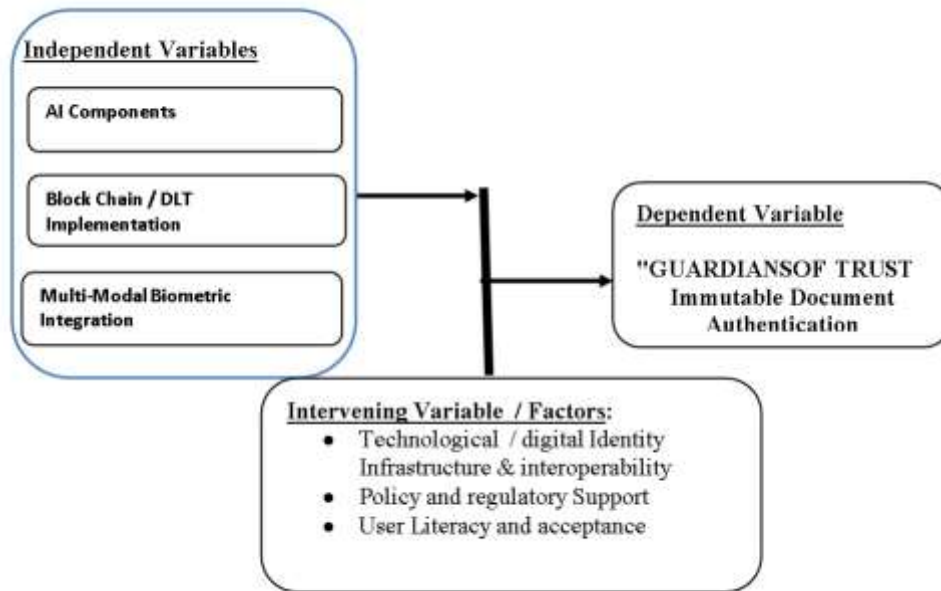 Independent Variables
AI Components
Block Chain / DLT
Implementation
Multi-Modal Biometric
Integration
Dependent Variable
"GUARDIANSOF TRUST
Immutable Document
Authentication
Intervening Variable / Factors:
• Technological / digital Identity
Infrastructure & interoperability
• Policy and regulatory Support
• User Literacy and acceptance